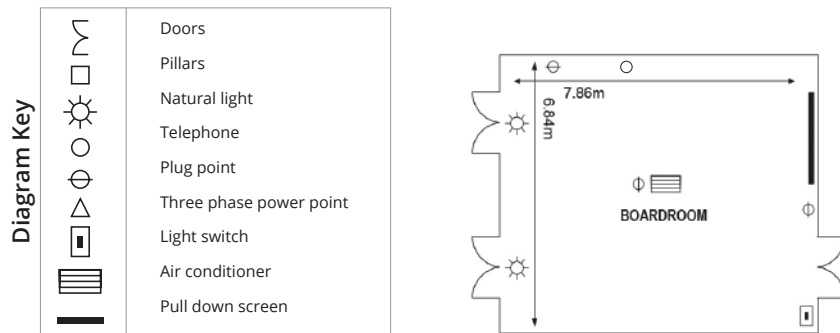 Diagram Key
Doors
Pillars
Natural light
Telephone
Plug point
Three phase power point
Light switch
Air conditioner
Pull down screen
7.86m
6.84m
BOARDROOM